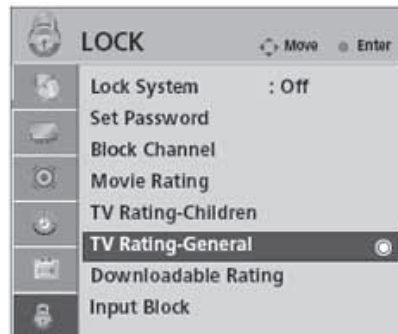 LOCK Move Enter
Lock System : Off
Set Password
Block Channel
Movie Rating
TV Rating-Children
TV Rating-General
Downloadable Rating
Input Block